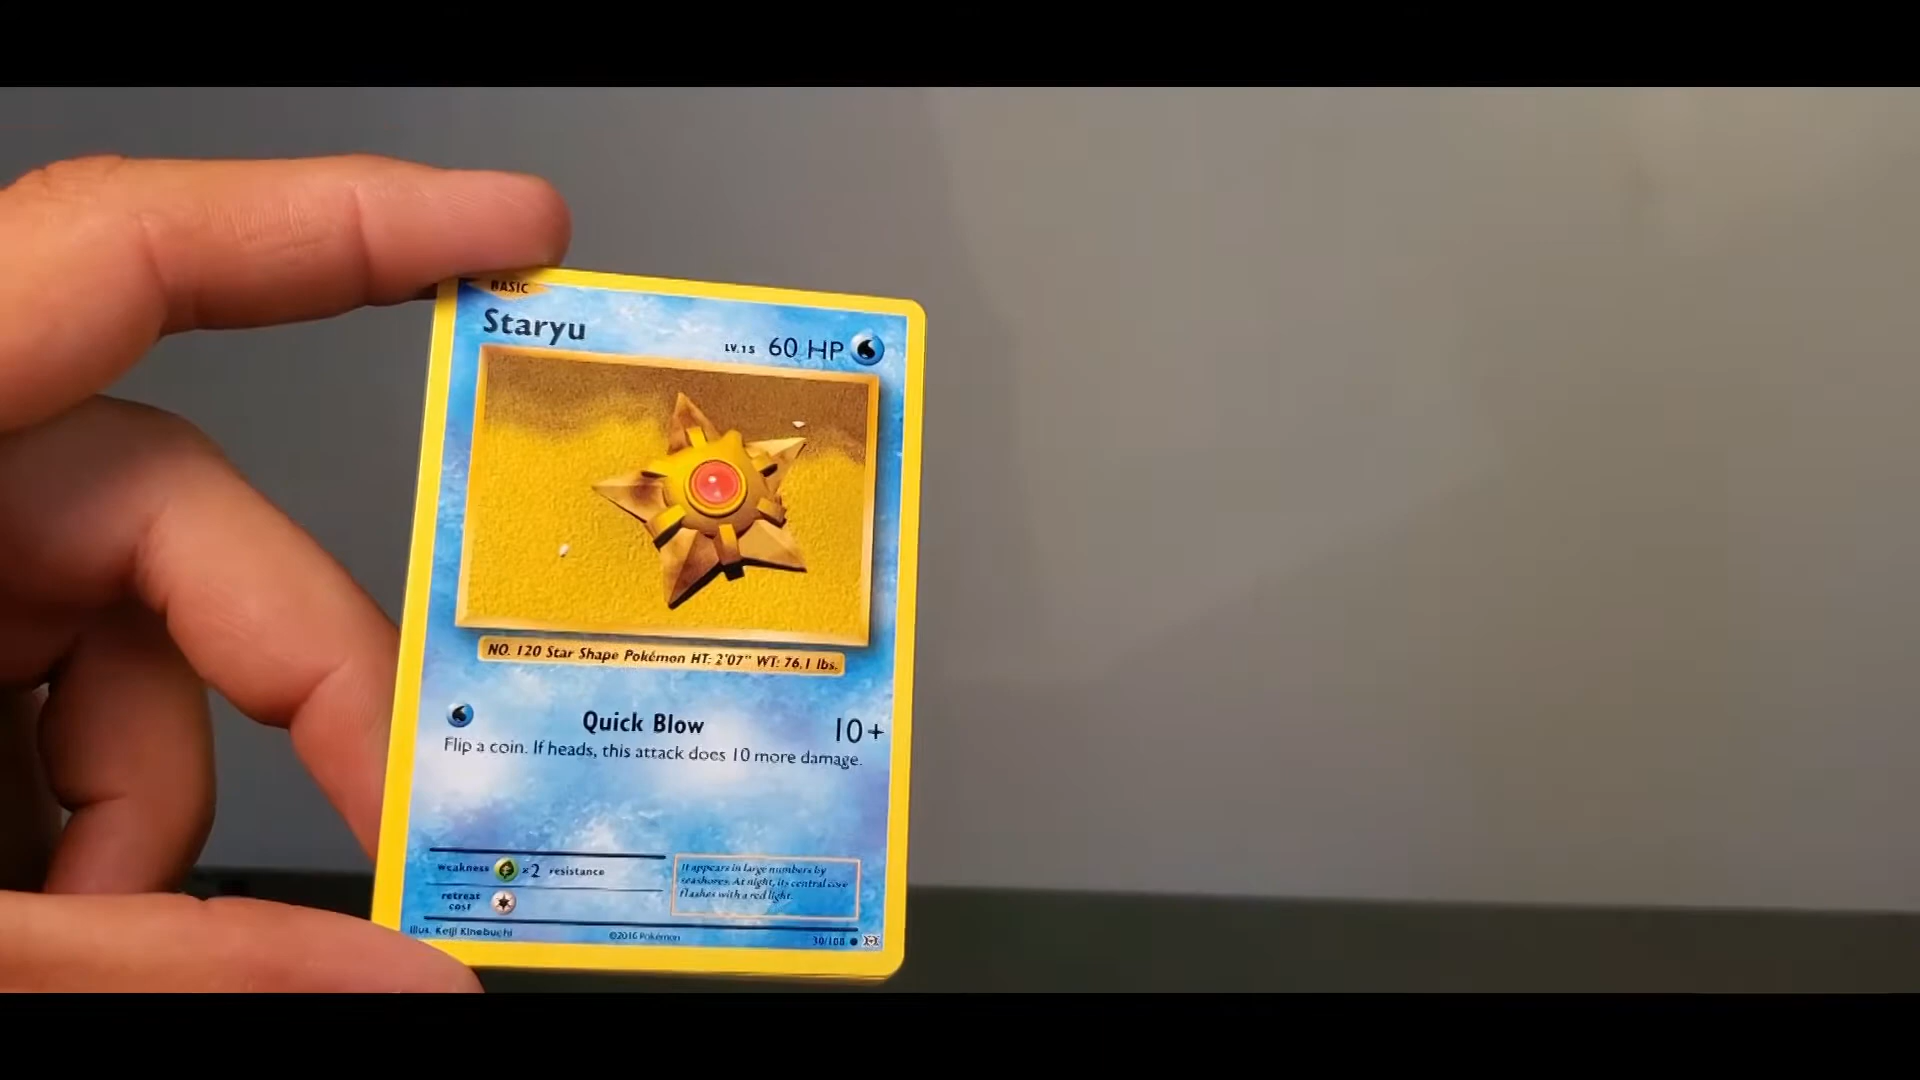 BASIC
Staryu
LV.15 60 HP
NO. 120 Star Shape Pokémon HT: 2'07" WT: 76.1 lbs.
Quick Blow 10+
Flip a coin. If heads, this attack does 10 more damage.
weakness ×2 resistance
retreat
cost
It appears in large numbers by
seashores. At night, its central core
flashes with a red light.
Illus. Keiji Kinebuchi ©2016 Pokémon 30/108